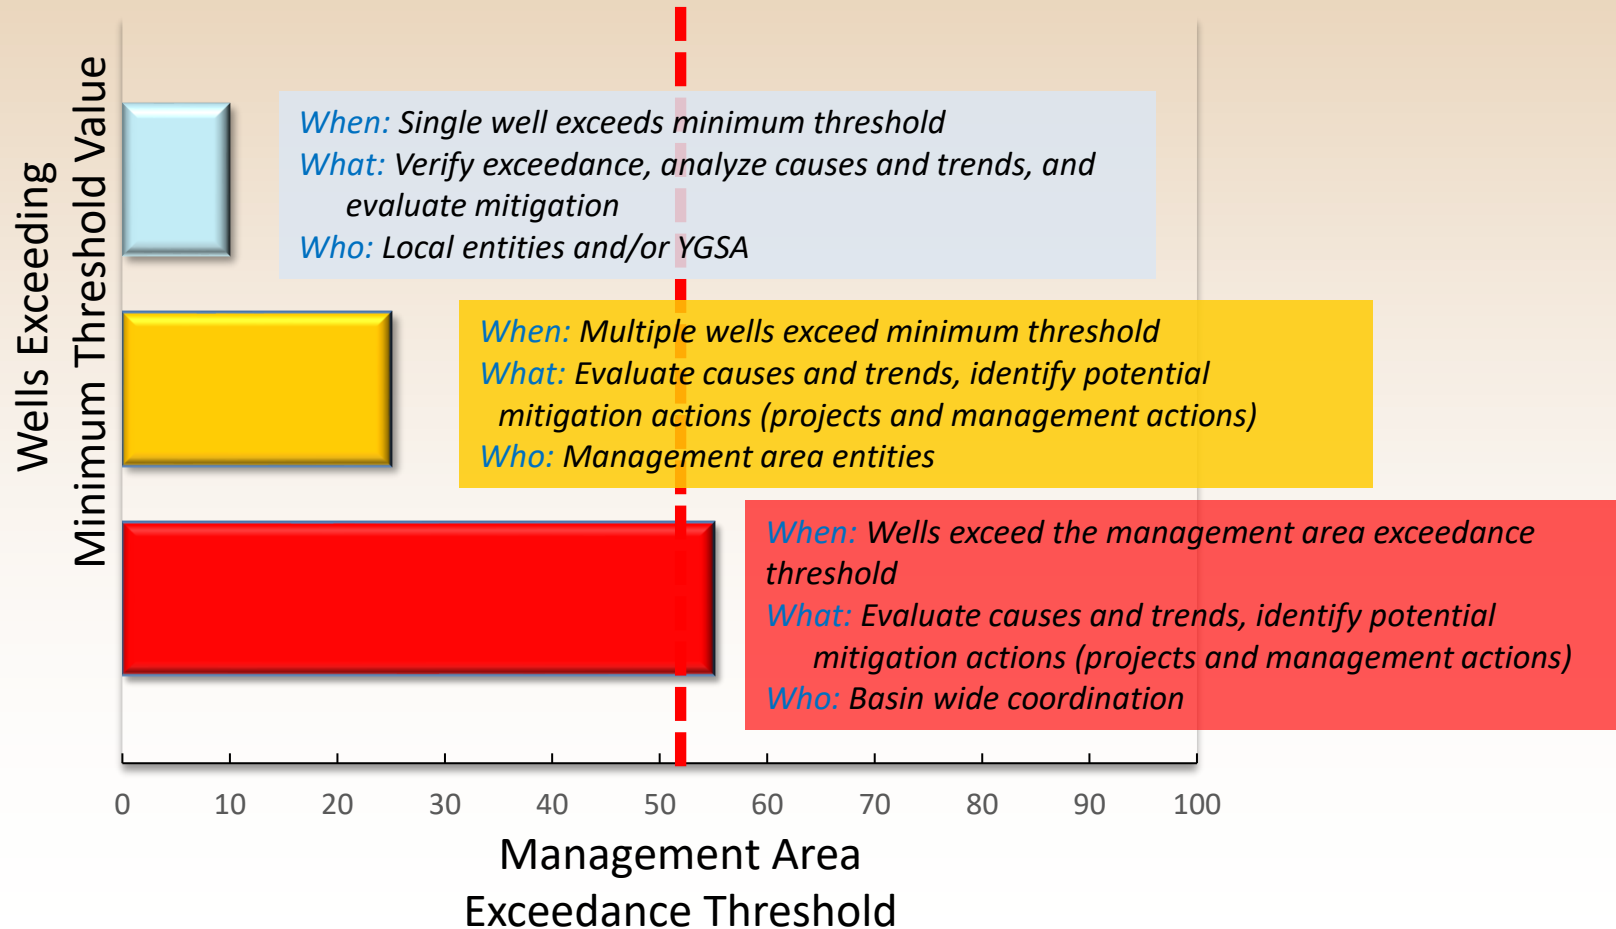 Wells Exceeding
Minimum Threshold Value
When: Single well exceeds minimum threshold
What: Verify exceedance, analyze causes and trends, and
evaluate mitigation
Who: Local entities and/or YGSA
When: Multiple wells exceed minimum threshold
What: Evaluate causes and trends, identify potential
mitigation actions (projects and management actions)
Who: Management area entities
When: Wells exceed the management area exceedance
threshold
What: Evaluate causes and trends, identify potential
mitigation actions (projects and management actions)
Who: Basin wide coordination
0 10 20 30 40 50 60 70 80 90 100
Management Area
Exceedance Threshold